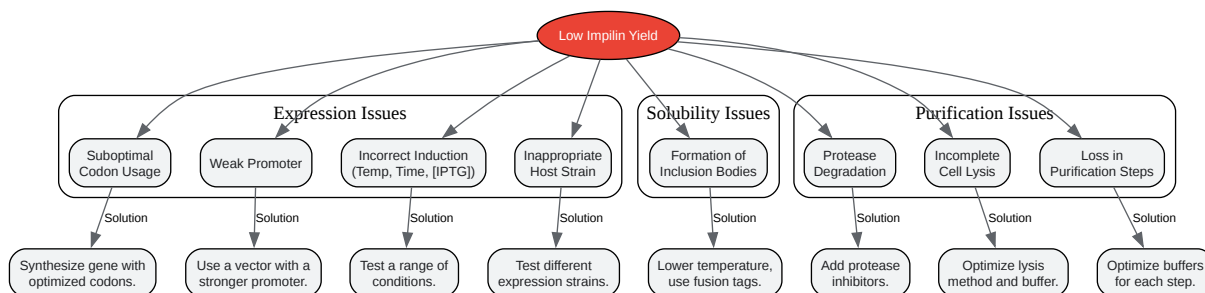 Low Impilin Yield
Expression Issues
Solubility Issues
Purification Issues
Suboptimal
Codon Usage
Weak Promoter
Incorrect Induction
(Temp, Time, [IPTG])
Inappropriate
Host Strain
Formation of
Inclusion Bodies
Protease
Degradation
Incomplete
Cell Lysis
Loss in
Purification Steps
Solution
Solution
Solution
Solution
Solution
Solution
Solution
Solution
Synthesize gene with
optimized codons.
Use a vector with a
stronger promoter.
Test a range of
conditions.
Test different
expression strains.
Lower temperature,
use fusion tags.
Add protease
inhibitors.
Optimize lysis
method and buffer.
Optimize buffers
for each step.